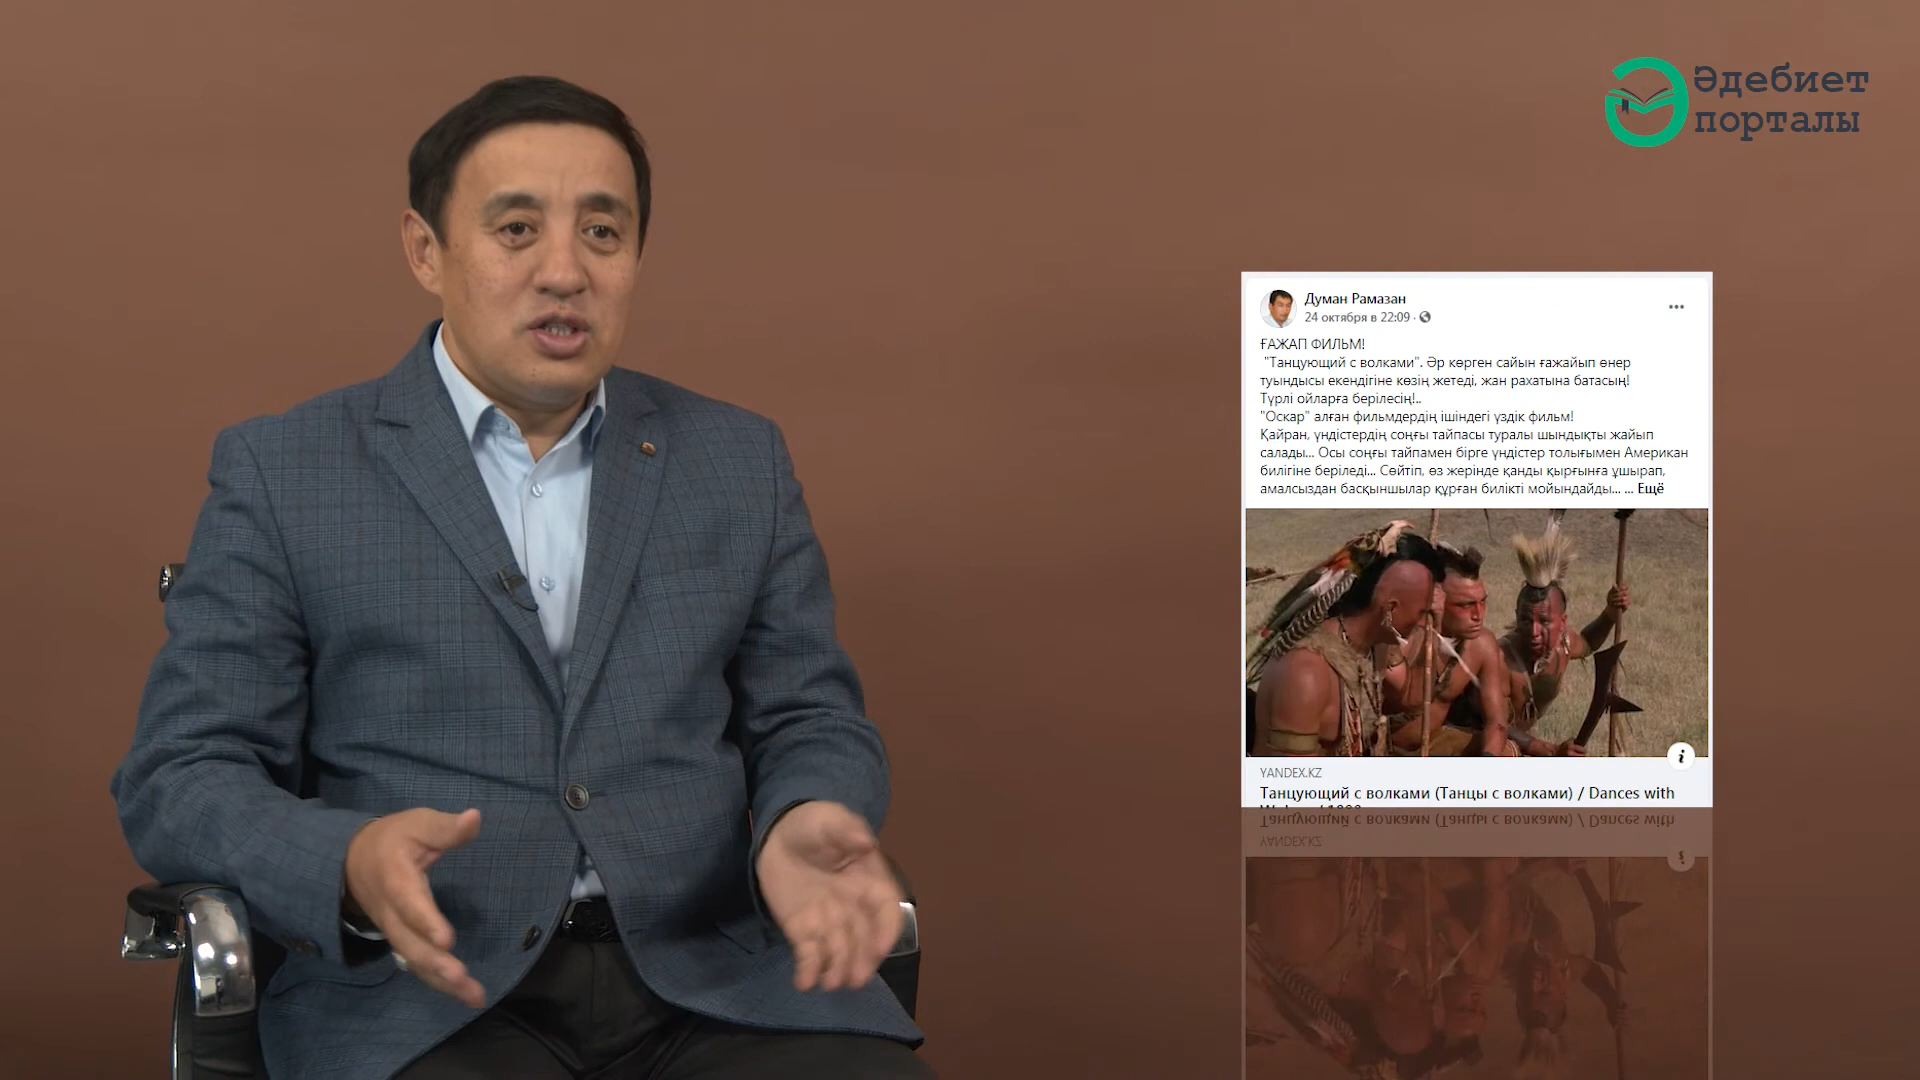 Әдебиет
порталы
Думан Рамазан
24 октября в 22:09 ·
ҒАЖАП ФИЛЬМ!
"Танцующий с волками". Әр көрген сайын ғажайып өнер
туындысы екендігіне көзің жетеді, жан рахатына батасың!
Түрлі ойларға берілесің!..
"Оскар" алған фильмдердің ішіндегі үздік фильм!
Қайран, үндістердің соңғы тайпасы туралы шындықты жайып
салады... Осы соңғы тайпамен бірге үндістер толығымен Американ
билігіне беріледі... Сөйтіп, өз жерінде қанды қырғынға ұшырап,
амалсыздан басқыншылар құрған билікті мойындайды... ... Ещё
i
YANDEX.KZ
Танцующий с волками (Танцы с волками) / Dances with